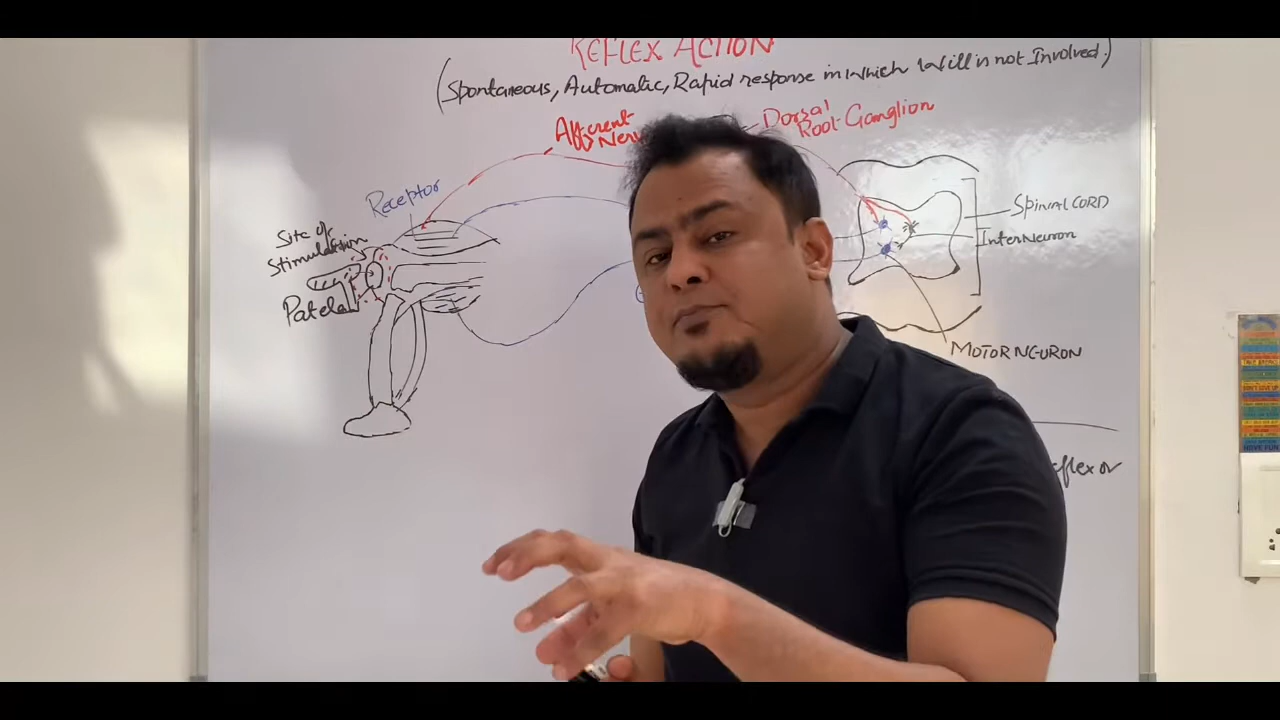 REFLEX ACTION
(Spontaneous, Automatic, Rapid response in which Will is not Involved.)
Afferent
Dorsal
Root Ganglion
Receptor
Site of
Stimulation
Patela
SPINAL CORD
InterNeuron
MOTOR NEURON